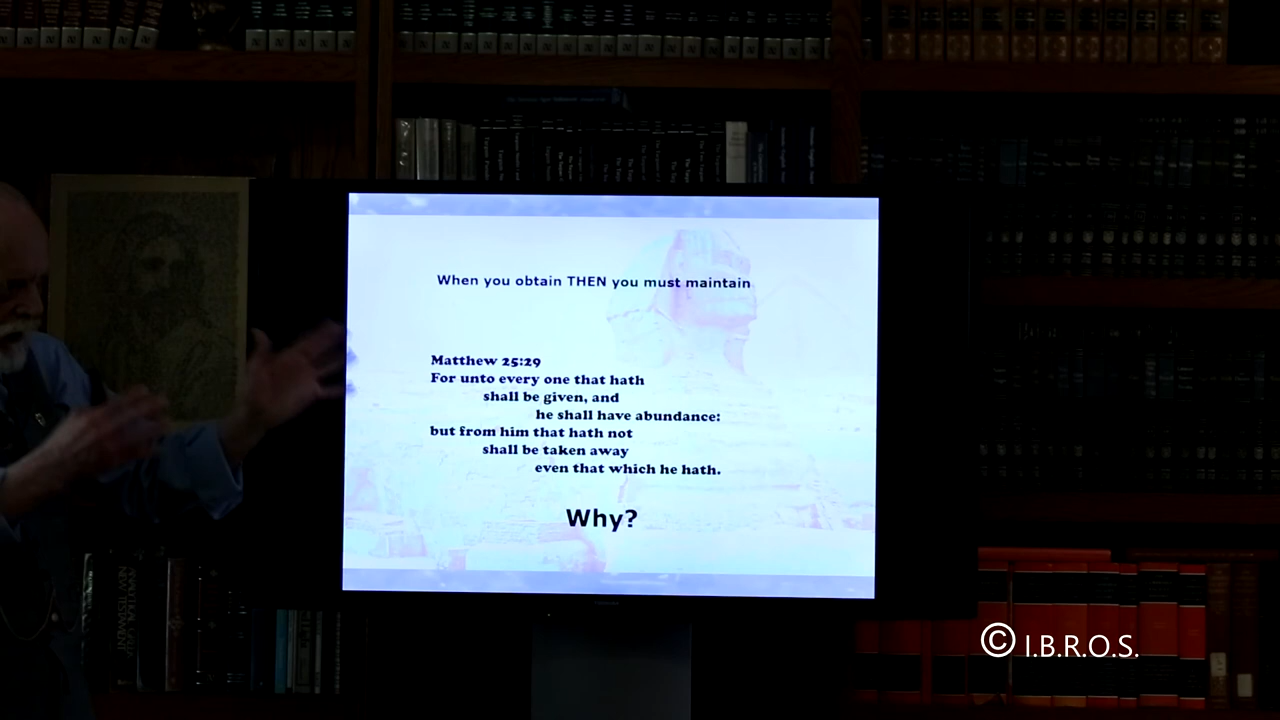 When you obtain THEN you must maintain
Matthew 25:29
For unto every one that hath
shall be given, and
he shall have abundance:
but from him that hath not
shall be taken away
even that which he hath.
Why?
NEW TESTAMENT
© I.B.R.O.S.